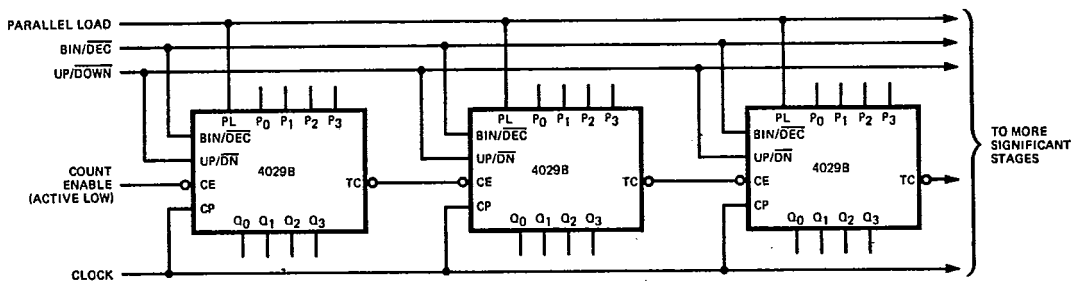 PARALLEL LOAD
BIN/DEC
UP/DOWN
PL P0 P1 P2 P3
BIN/DEC
UP/DN
4029B
CE
TC
CP
Q0 Q1 Q2 Q3
PL P0 P1 P2 P3
BIN/DEC
UP/DN
4029B
CE
TC
CP
Q0 Q1 Q2 Q3
PL P0 P1 P2 P3
BIN/DEC
UP/DN
4029B
CE
TC
CP
Q0 Q1 Q2 Q3
COUNT
ENABLE
(ACTIVE LOW)
CLOCK
TO MORE
SIGNIFICANT
STAGES